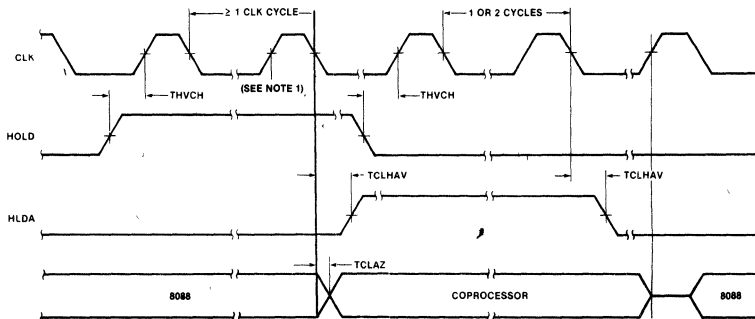 ≥ 1 CLK CYCLE
1 OR 2 CYCLES
CLK
(SEE NOTE 1)
THVCH
THVCH
HOLD
TCLHAV
TCLHAV
HLDA
TCLAZ
8088
COPROCESSOR
8088